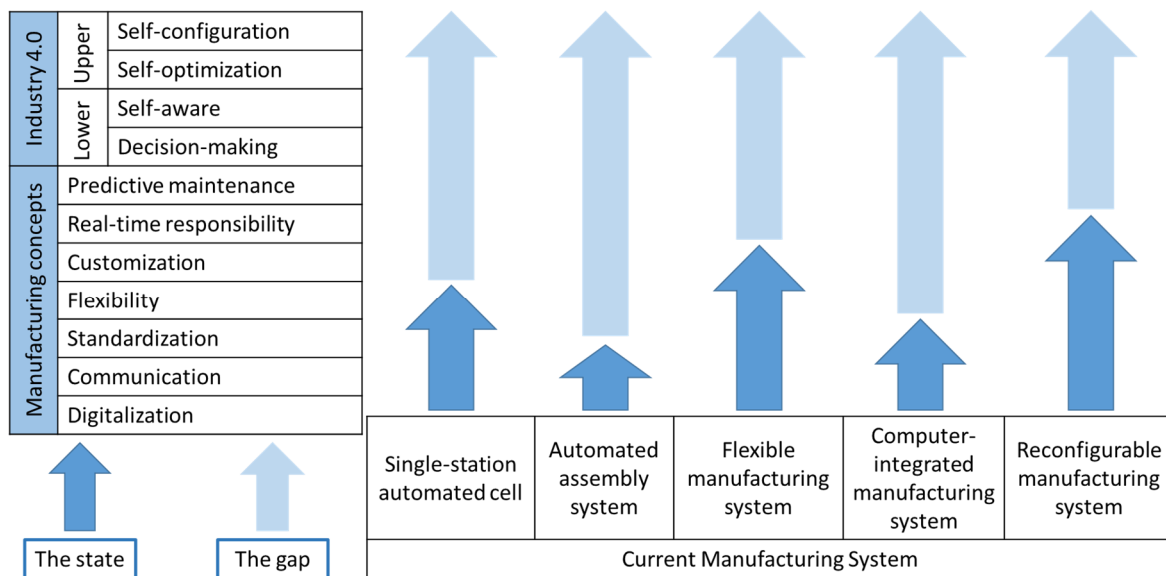 Industry 4.0
Upper
Self-configuration
Self-optimization
Lower
Self-aware
Decision-making
Manufacturing concepts
Predictive maintenance
Real-time responsibility
Customization
Flexibility
Standardization
Communication
Digitalization
The state
The gap
Single-station
automated cell
Automated
assembly
system
Flexible
manufacturing
system
Computer-
integrated
manufacturing
system
Reconfigurable
manufacturing
system
Current Manufacturing System